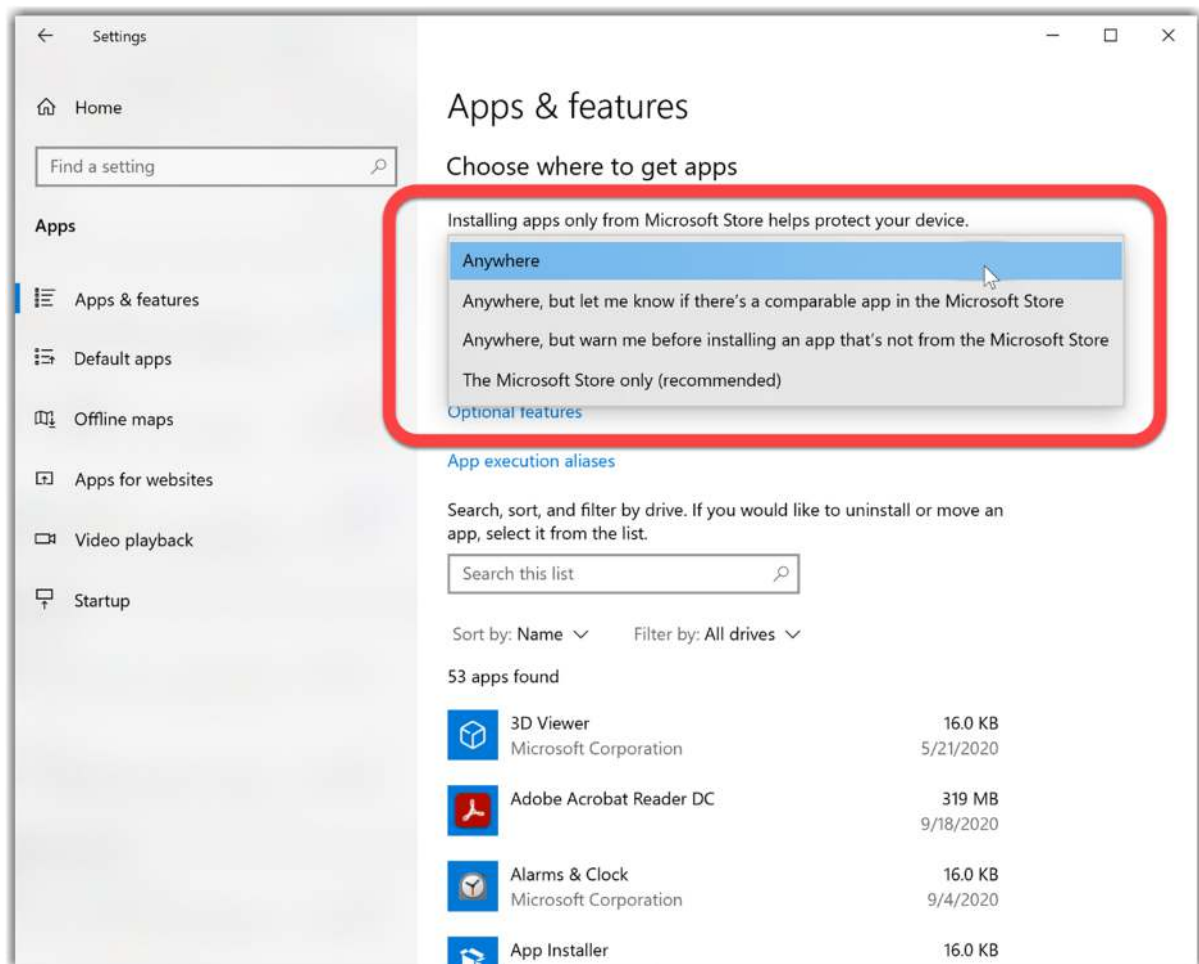 Settings
Home
Find a setting
Apps
Apps & features
Default apps
Offline maps
Apps for websites
Video playback
Startup
Apps & features
Choose where to get apps
Installing apps only from Microsoft Store helps protect your device.
Anywhere
Anywhere, but let me know if there's a comparable app in the Microsoft Store
Anywhere, but warn me before installing an app that's not from the Microsoft Store
The Microsoft Store only (recommended)
Optional features
App execution aliases
Search, sort, and filter by drive. If you would like to uninstall or move an
app, select it from the list.
Search this list
Sort by: Name Filter by: All drives
53 apps found
3D Viewer 16.0 KB
Microsoft Corporation 5/21/2020
Adobe Acrobat Reader DC 319 MB
9/18/2020
Alarms & Clock 16.0 KB
Microsoft Corporation 9/4/2020
App Installer 16.0 KB